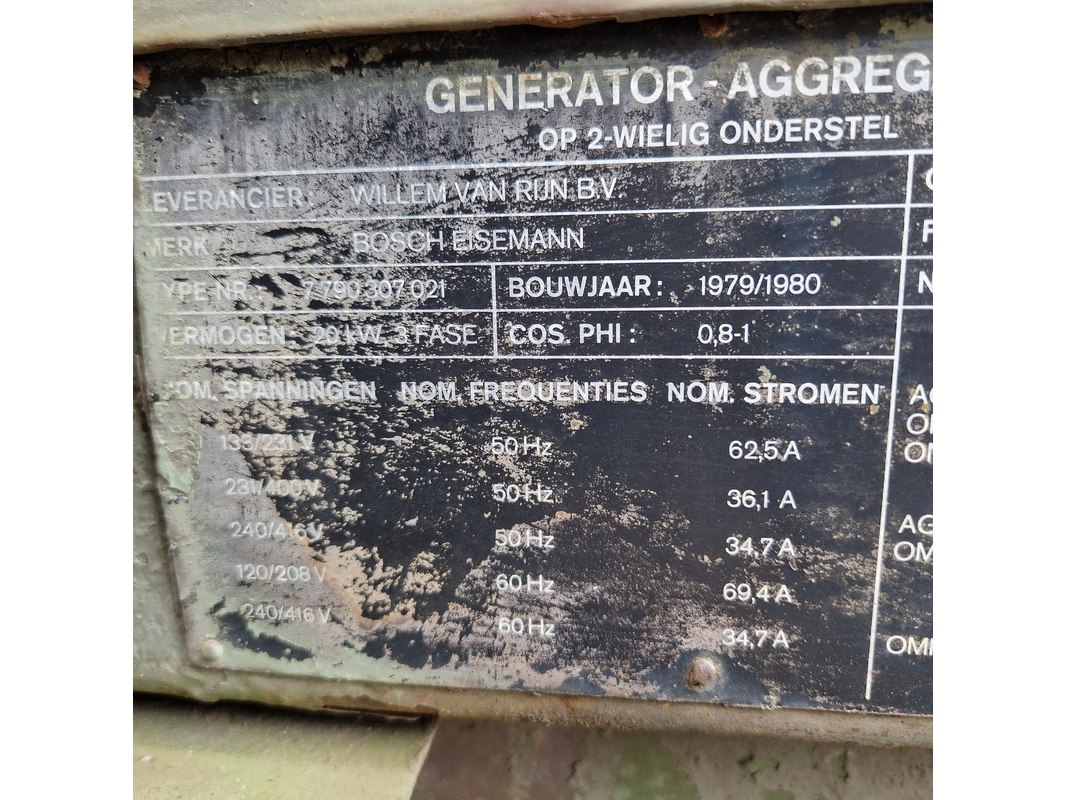 GENERATOR - AGGREG
OP 2-WIELIG ONDERSTEL
LEVERANCIER: WILLEM VAN RIJN B.V.
MERK BOSCH EISEMANN
TYPE NR.: 7 790 307 021 BOUWJAAR: 1979/1980 N
VERMOGEN 20 kW, 3 FASE COS. PHI: 0,8-1
NOM. SPANNINGEN NOM. FREQUENTIES NOM. STROMEN
133/231 V 50 Hz 62,5 A
231/400 V 50 Hz 36,1 A
240/416 V 50 Hz 34,7 A
120/208 V 60 Hz 69,4 A
240/416 V 60 Hz 34,7 A